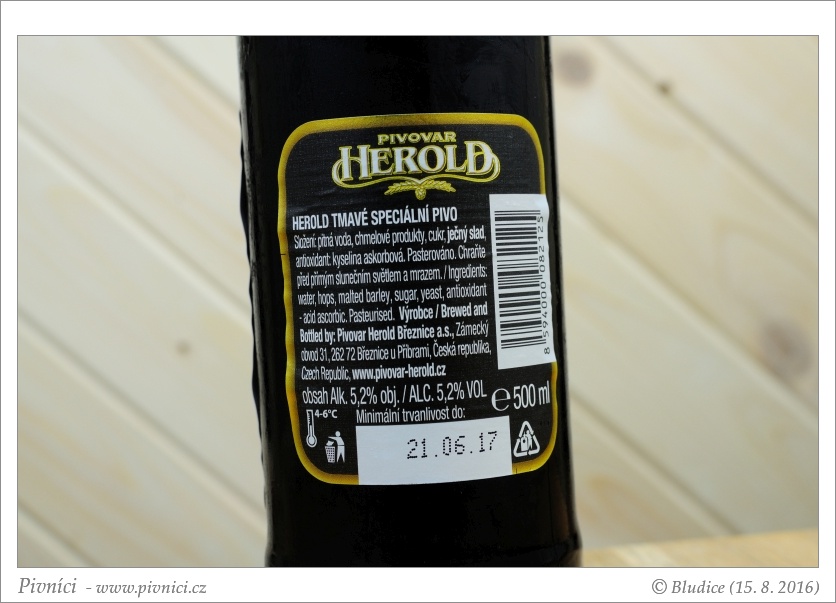 PIVOVAR
HEROLD
HEROLD TMAVÉ SPECIÁLNÍ PIVO
Složení: pitná voda, chmelové produkty, cukr, ječný slad,
antioxidant: kyselina askorbová. Pasterováno. Chraňte
před přímým slunečním světlem a mrazem. / Ingredients:
water, hops, malted barley, sugar, yeast, antioxidant
- acid ascorbic. Pasteurised. Výrobce / Brewed and
Bottled by: Pivovar Herold Březnice a.s., Zámecký
obvod 31, 262 72 Březnice u Příbrami, Česká republika,
Czech Republic, www.pivovar-herold.cz
obsah Alk. 5,2% obj. / ALC. 5,2% VOL
℮ 500 ml
8 594000 082125
4-6°C
Minimální trvanlivost do:
21.06.17
Pivníci - www.pivnici.cz
© Bludice (15. 8. 2016)